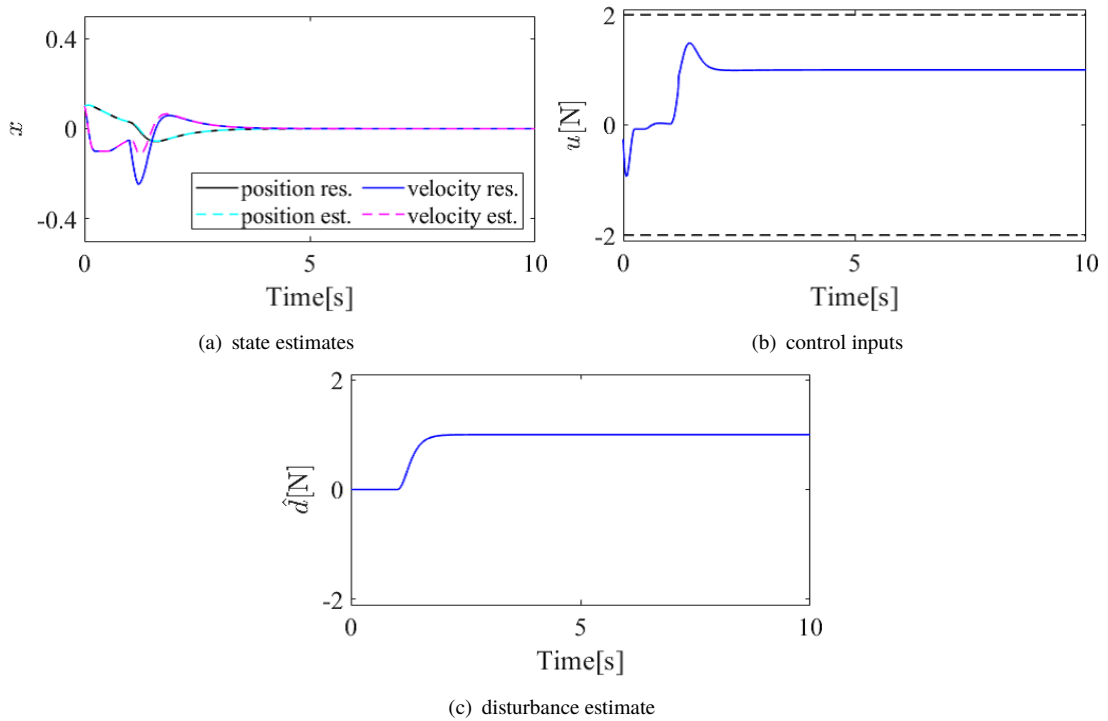 0.4
0
-0.4
x
position res.
velocity res.
position est.
velocity est.
0
5
10
Time[s]
(a) state estimates
2
0
-2
u[N]
0
5
10
Time[s]
(b) control inputs
2
0
-2
d̂[N]
0
5
10
Time[s]
(c) disturbance estimate